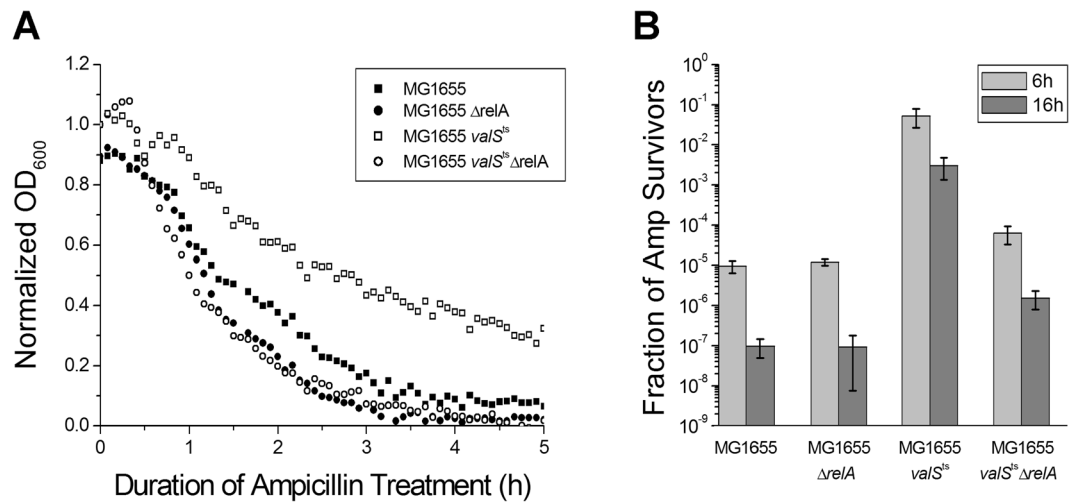 A
Normalized OD600
1.2
1.0
0.8
0.6
0.4
0.2
0.0
0
1
2
3
4
5
Duration of Ampicillin Treatment (h)
MG1655
MG1655 ΔrelA
MG1655 valSts
MG1655 valStsΔrelA
B
Fraction of Amp Survivors
10^0
10^-1
10^-2
10^-3
10^-4
10^-5
10^-6
10^-7
10^-8
10^-9
6h
16h
MG1655
MG1655
ΔrelA
MG1655
valSts
MG1655
valStsΔrelA